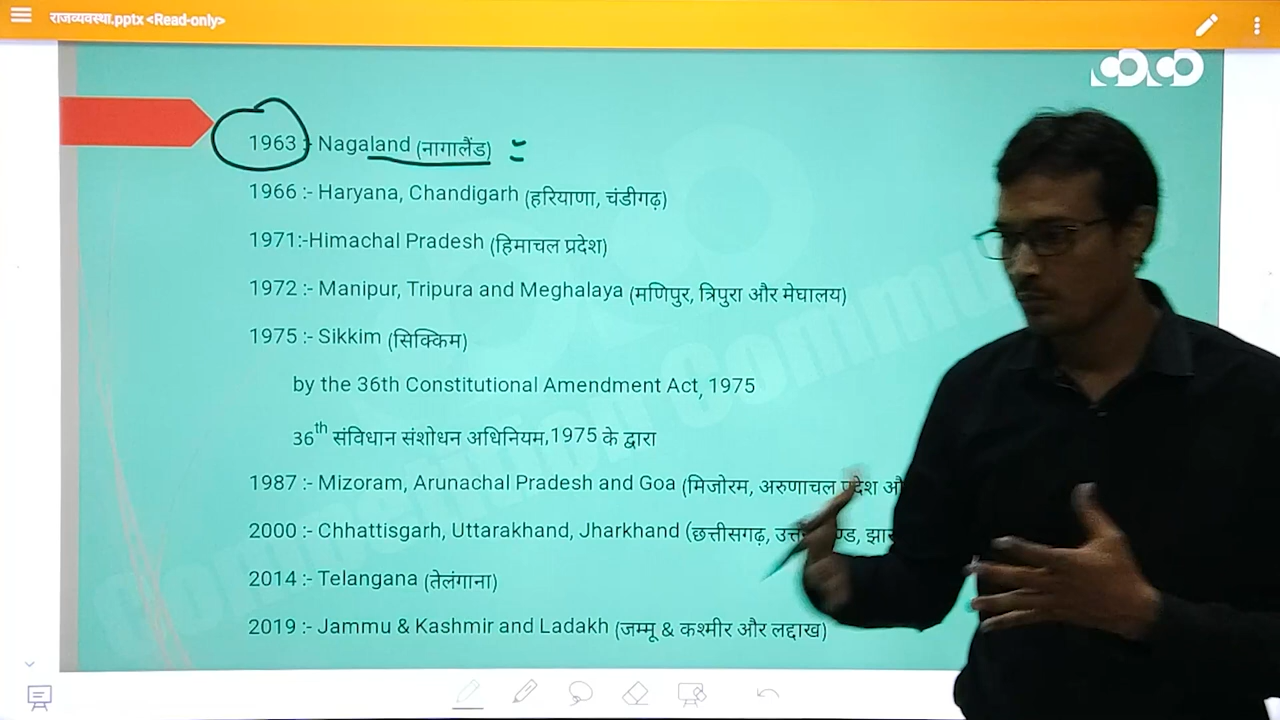 राजव्यवस्था.pptx <Read-only>
1963 :- Nagaland (नागालैंड)
1966 :- Haryana, Chandigarh (हरियाणा, चंडीगढ़)
1971:-Himachal Pradesh (हिमाचल प्रदेश)
1972 :- Manipur, Tripura and Meghalaya (मणिपुर, त्रिपुरा और मेघालय)
1975 :- Sikkim (सिक्किम)
by the 36th Constitutional Amendment Act, 1975
36th संविधान संशोधन अधिनियम,1975 के द्वारा
1987 :- Mizoram, Arunachal Pradesh and Goa (मिजोरम, अरुणाचल प्रदेश
2000 :- Chhattisgarh, Uttarakhand, Jharkhand (छत्तीसगढ़,
2014 :- Telangana (तेलंगाना)
2019 :- Jammu & Kashmir and Ladakh (जम्मू & कश्मीर और लद्दाख)